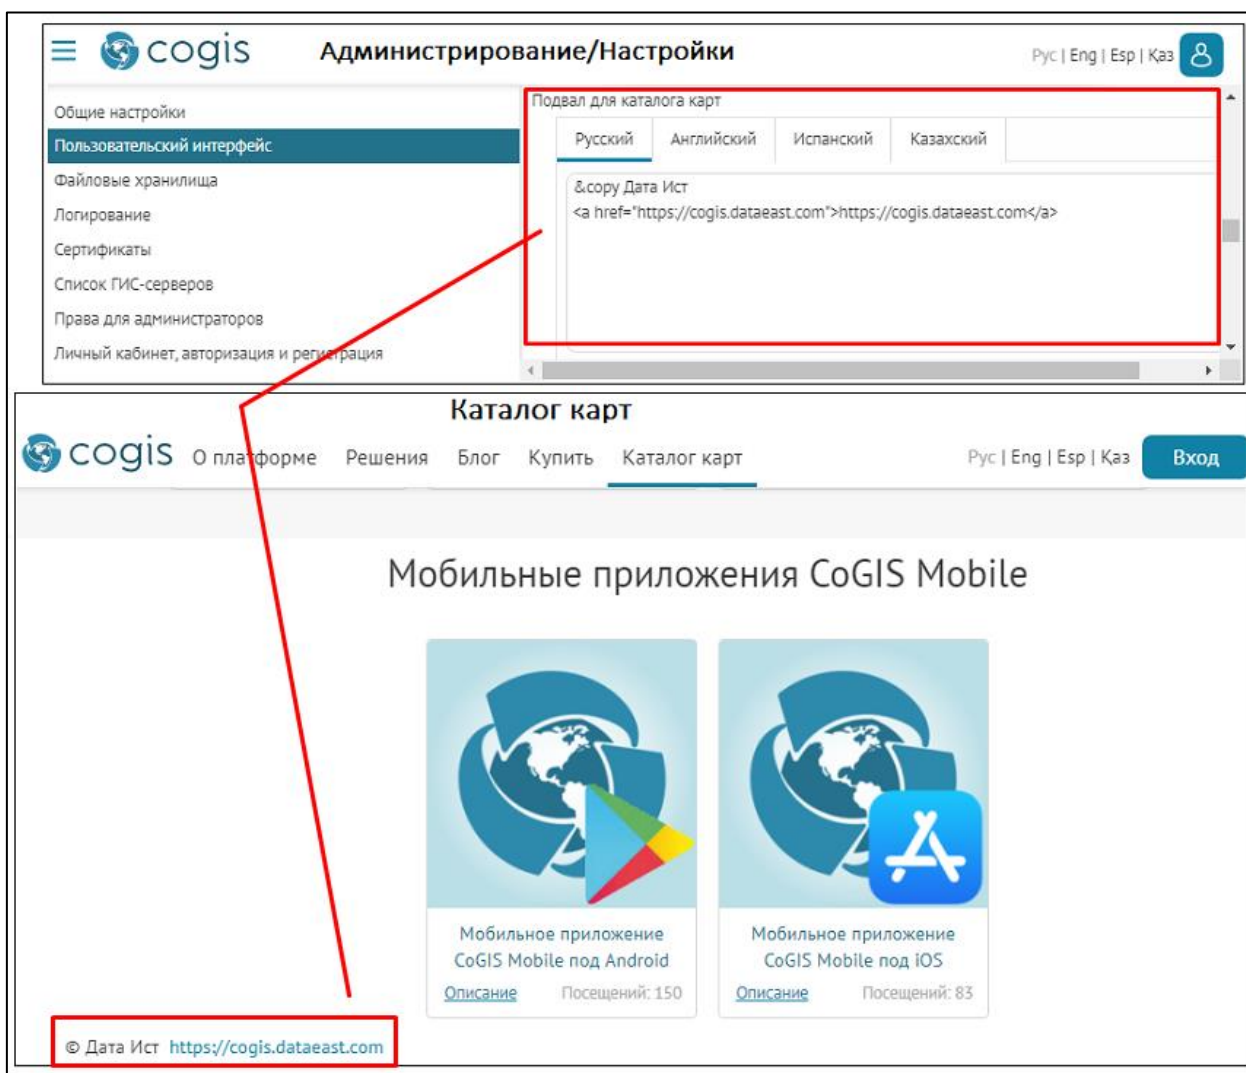 cogis
Администрирование/Настройки
Рус | Eng | Esp | Қаз
Общие настройки
Пользовательский интерфейс
Файловые хранилища
Логирование
Сертификаты
Список ГИС-серверов
Права для администраторов
Личный кабинет, авторизация и регистрация
Подвал для каталога карт
Русский Английский Испанский Казахский
&copy Дата Ист
<a href="https://cogis.dataeast.com">https://cogis.dataeast.com</a>
Каталог карт
cogis О платформе Решения Блог Купить Каталог карт Рус | Eng | Esp | Қаз Вход
Мобильные приложения CoGIS Mobile
Мобильное приложение
CoGIS Mobile под Android
Описание Посещений: 150
Мобильное приложение
CoGIS Mobile под iOS
Описание Посещений: 83
© Дата Ист https://cogis.dataeast.com